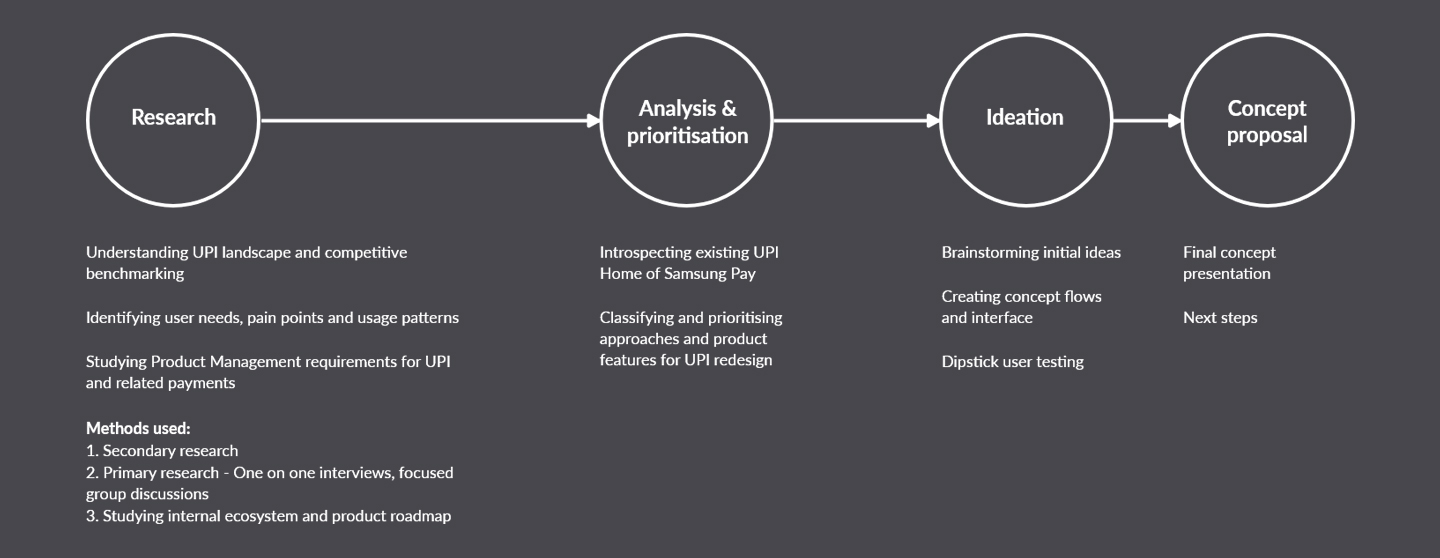 Research
Analysis &
prioritisation
Ideation
Concept
proposal
Understanding UPI landscape and competitive
benchmarking
Identifying user needs, pain points and usage patterns
Studying Product Management requirements for UPI
and related payments
Methods used:
1. Secondary research
2. Primary research - One on one interviews, focused
group discussions
3. Studying internal ecosystem and product roadmap
Introspecting existing UPI
Home of Samsung Pay
Classifying and prioritising
approaches and product
features for UPI redesign
Brainstorming initial ideas
Creating concept flows
and interface
Dipstick user testing
Final concept
presentation
Next steps